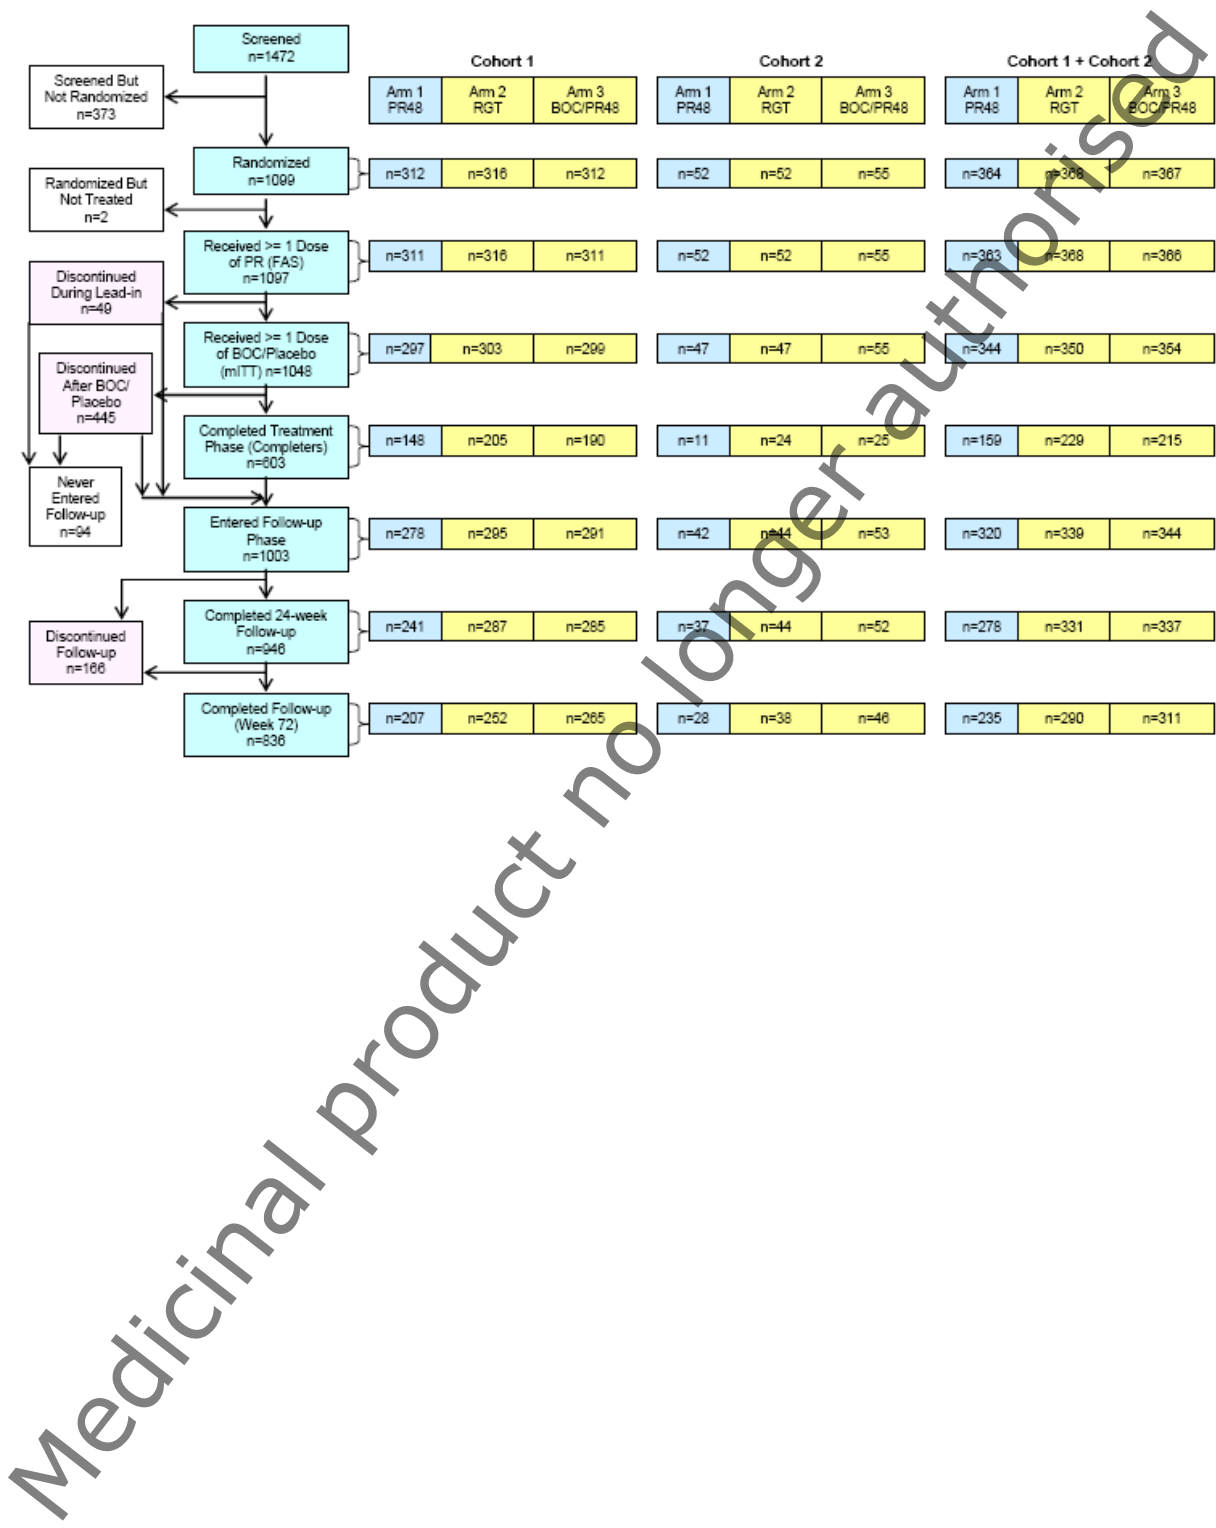 Screened
n=1472
Cohort 1
Cohort 2
Cohort 1 + Cohort 2
Screened But
Not Randomized
n=373
Arm 1
PR48
Arm 2
RGT
Arm 3
BOC/PR48
Arm 1
PR48
Arm 2
RGT
Arm 3
BOC/PR48
Arm 1
PR48
Arm 2
RGT
Arm 3
BOC/PR48
Randomized
n=1099
n=312 n=316 n=312 n=52 n=52 n=55 n=364 n=368 n=367
Randomized But
Not Treated
n=2
Received >= 1 Dose
of PR (FAS)
n=1097
n=311 n=316 n=311 n=52 n=52 n=55 n=363 n=368 n=366
Discontinued
During Lead-in
n=49
Received >= 1 Dose
of BOC/Placebo
(mITT) n=1048
n=297 n=303 n=299 n=47 n=47 n=55 n=344 n=350 n=354
Discontinued
After BOC/
Placebo
n=445
Completed Treatment
Phase (Completers)
n=603
n=148 n=205 n=190 n=11 n=24 n=25 n=159 n=229 n=215
Never
Entered
Follow-up
n=94
Entered Follow-up
Phase
n=1003
n=278 n=295 n=291 n=42 n=44 n=53 n=320 n=339 n=344
Completed 24-week
Follow-up
n=946
n=241 n=287 n=285 n=37 n=44 n=52 n=278 n=331 n=337
Discontinued
Follow-up
n=166
Completed Follow-up
(Week 72)
n=836
n=207 n=252 n=265 n=28 n=38 n=46 n=235 n=290 n=311
Medicinal product no longer authorised